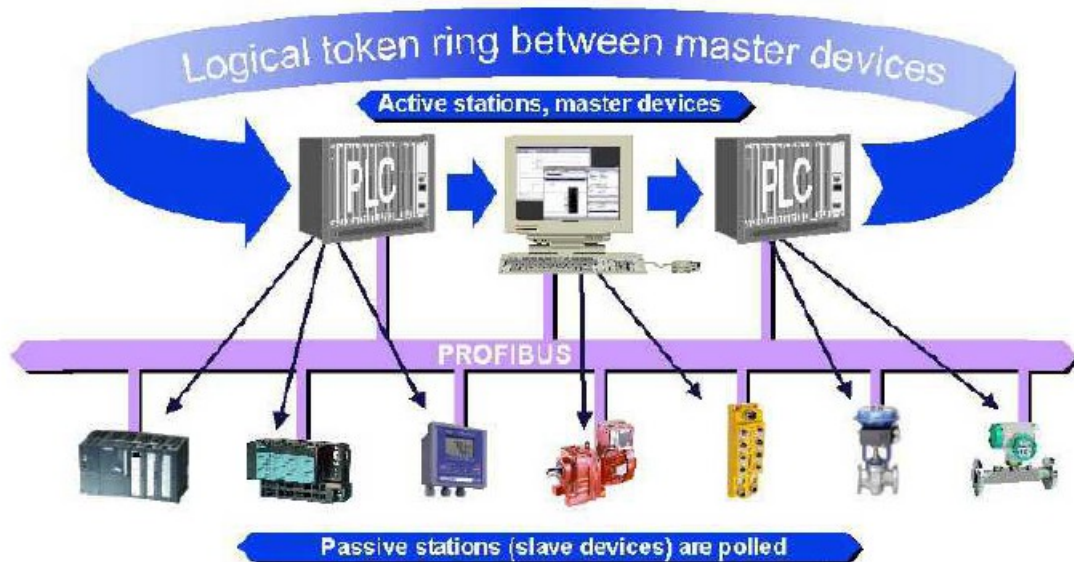 Logical token ring between master devices
Active stations, master devices
PLC
PLC
PROFIBUS
Passive stations (slave devices) are polled